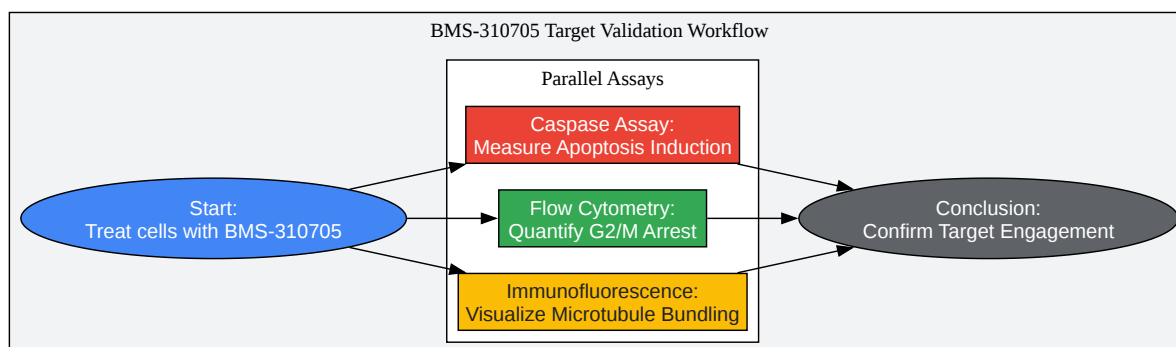 BMS-310705 Target Validation Workflow
Parallel Assays
Caspase Assay:
Measure Apoptosis Induction
Start:
Treat cells with BMS-310705
Flow Cytometry:
Quantify G2/M Arrest
Conclusion:
Confirm Target Engagement
Immunofluorescence:
Visualize Microtubule Bundling